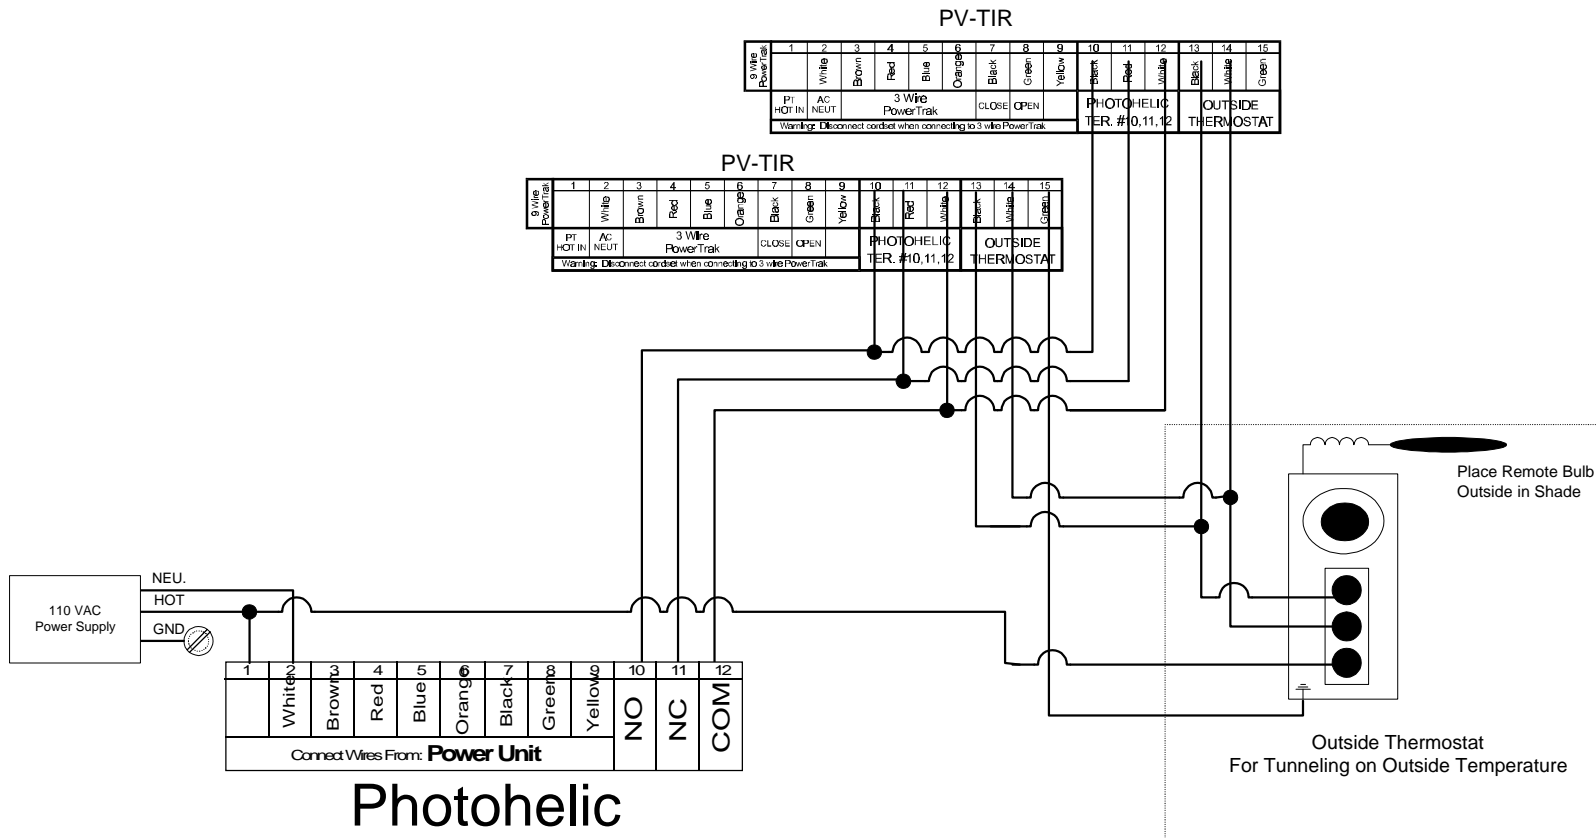 PV-TIR
9 Wire PowerTrak
1 2 3 4 5 6 7 8 9 10 11 12 13 14 15
White Brown Red Blue Orange Black Green Yellow Black Red White Black White Green
PT HOT IN
AC NEUT
3 Wire PowerTrak
CLOSE OPEN
PHOTOHELIC
TER. #10,11,12
OUTSIDE
THERMOSTAT
Warning: Disconnect cordset when connecting to 3 wire PowerTrak
PV-TIR
9 Wire PowerTrak
1 2 3 4 5 6 7 8 9 10 11 12 13 14 15
White Brown Red Blue Orange Black Green Yellow Black Red White Black White Green
PT HOT IN
AC NEUT
3 Wire PowerTrak
CLOSE OPEN
PHOTOHELIC
TER. #10,11,12
OUTSIDE
THERMOSTAT
Warning: Disconnect cordset when connecting to 3 wire PowerTrak
Place Remote Bulb
Outside in Shade
110 VAC
Power Supply
NEU.
HOT
GND
1 2 3 4 5 6 7 8 9 10 11 12
White Brown Red Blue Orange Black Green Yellow NO NC COM
Connect Wires From: Power Unit
Photohelic
Outside Thermostat
For Tunneling on Outside Temperature